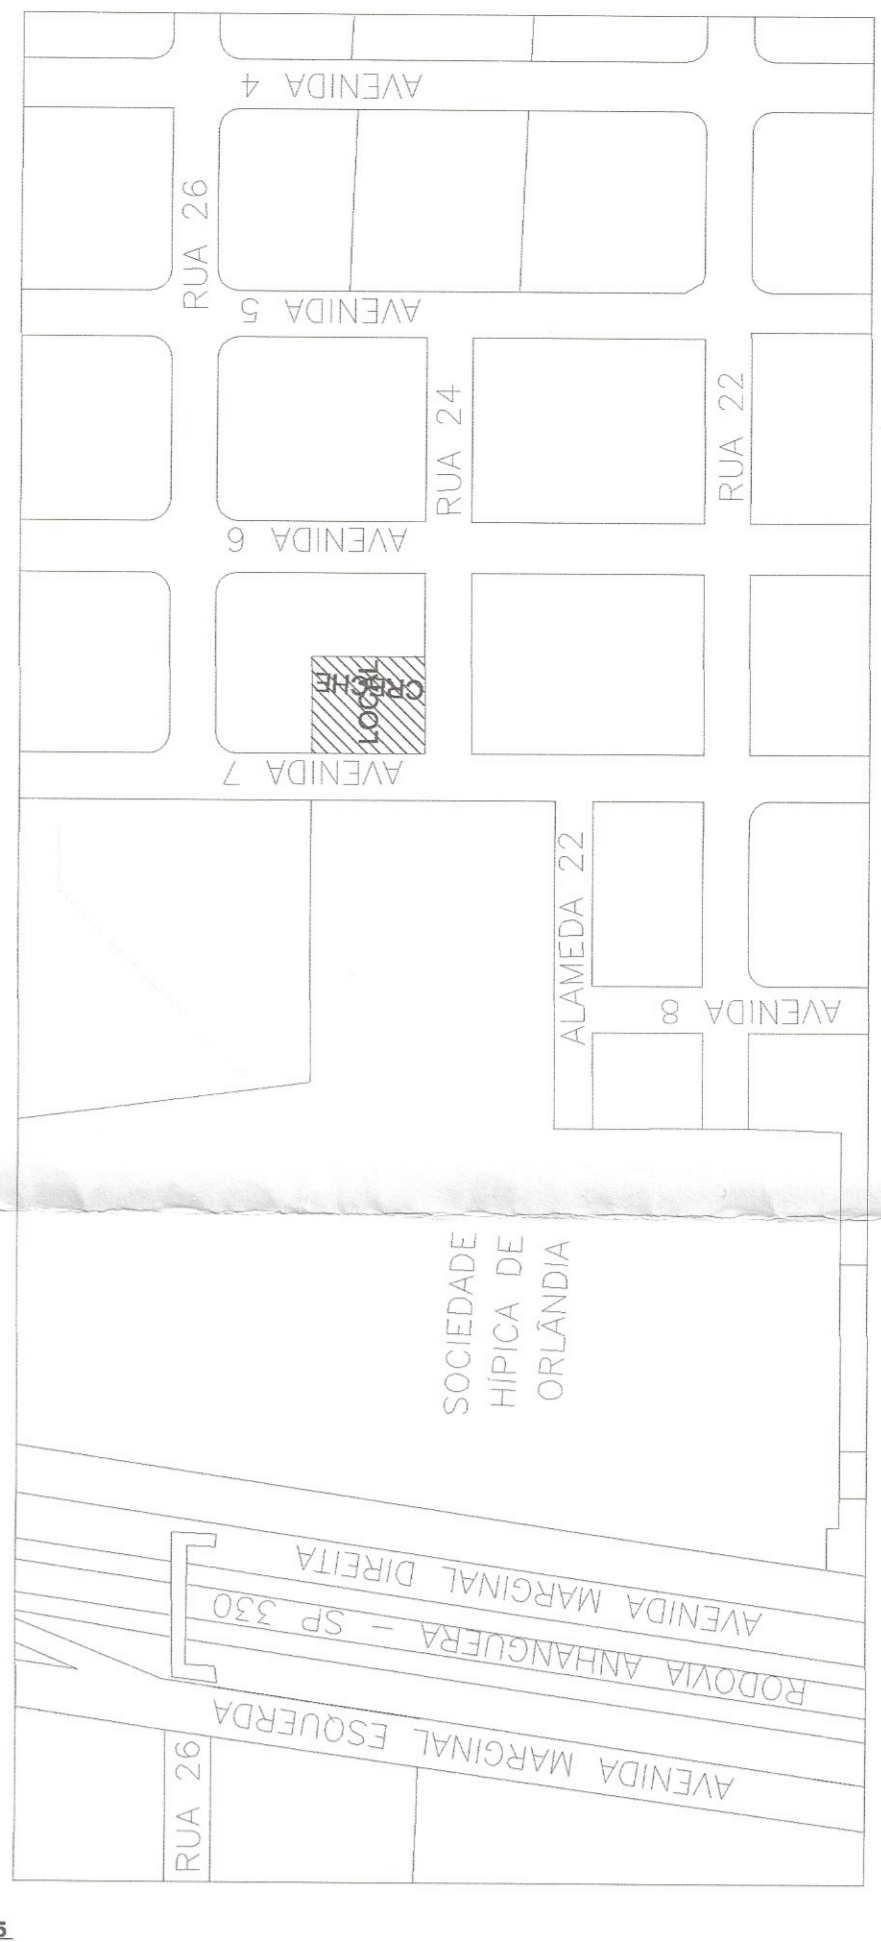 AVENIDA 4
RUA 26
AVENIDA 5
RUA 24
RUA 22
AVENIDA 6
CRECHE
LOCAL
AVENIDA 7
ALAMEDA 22
AVENIDA 8
SOCIEDADE
HÍPICA DE
ORLÂNDIA
AVENIDA MARGINAL DIREITA
RODOVIA ANHANGUERA – SP 330
AVENIDA MARGINAL ESQUERDA
RUA 26